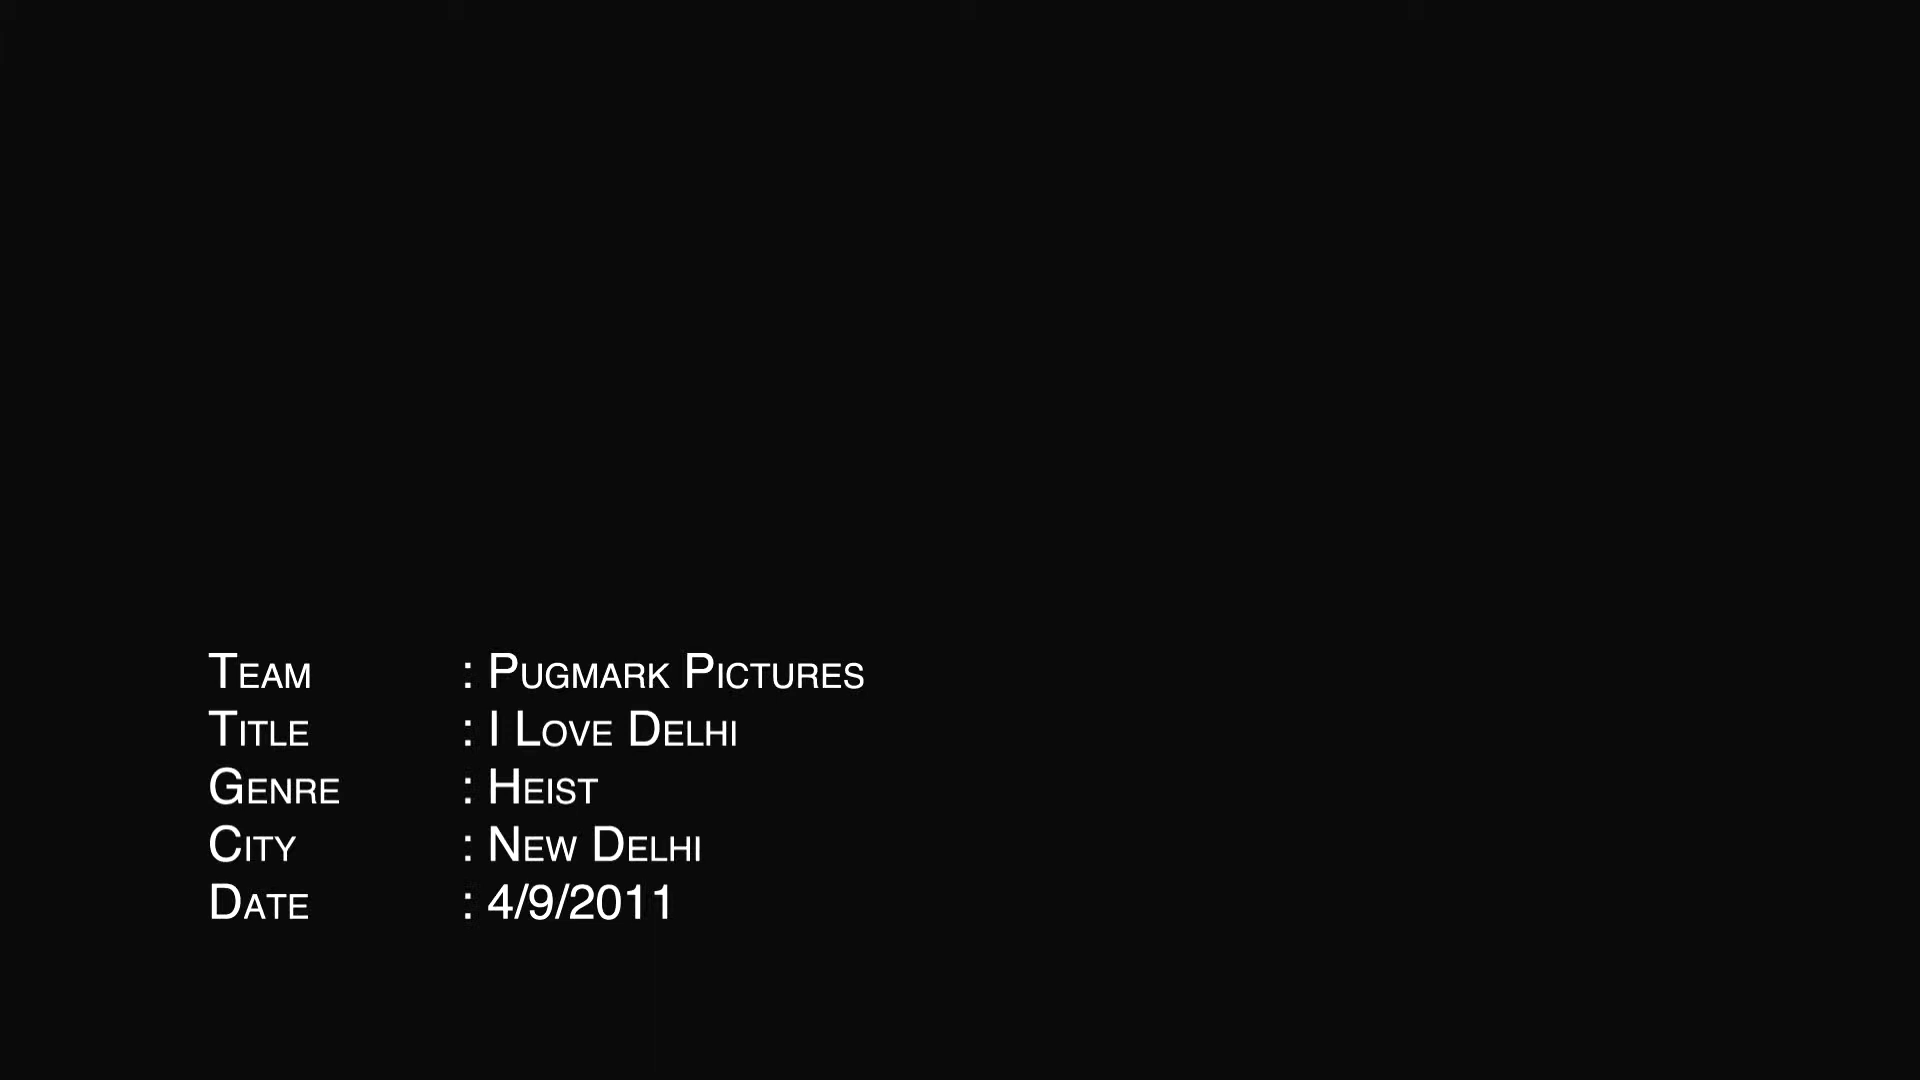 Team : Pugmark Pictures
Title : I Love Delhi
Genre : Heist
City : New Delhi
Date : 4/9/2011